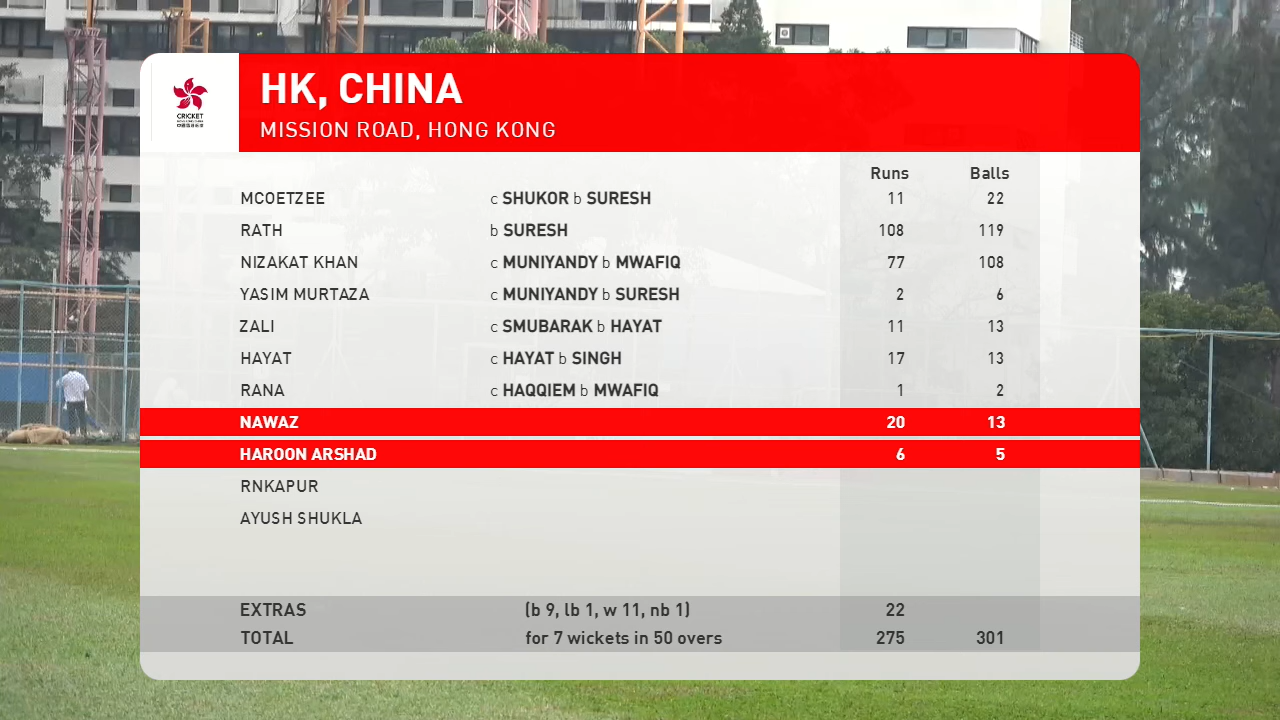 HK, CHINA
MISSION ROAD, HONG KONG
CRICKET
Runs Balls
MCOETZEE c SHUKOR b SURESH 11 22
RATH b SURESH 108 119
NIZAKAT KHAN c MUNIYANDY b MWAFIQ 77 108
YASIM MURTAZA c MUNIYANDY b SURESH 2 6
ZALI c SMUBARAK b HAYAT 11 13
HAYAT c HAYAT b SINGH 17 13
RANA c HAQQIEM b MWAFIQ 1 2
NAWAZ 20 13
HAROON ARSHAD 6 5
RNKAPUR
AYUSH SHUKLA
EXTRAS (b 9, lb 1, w 11, nb 1) 22
TOTAL for 7 wickets in 50 overs 275 301